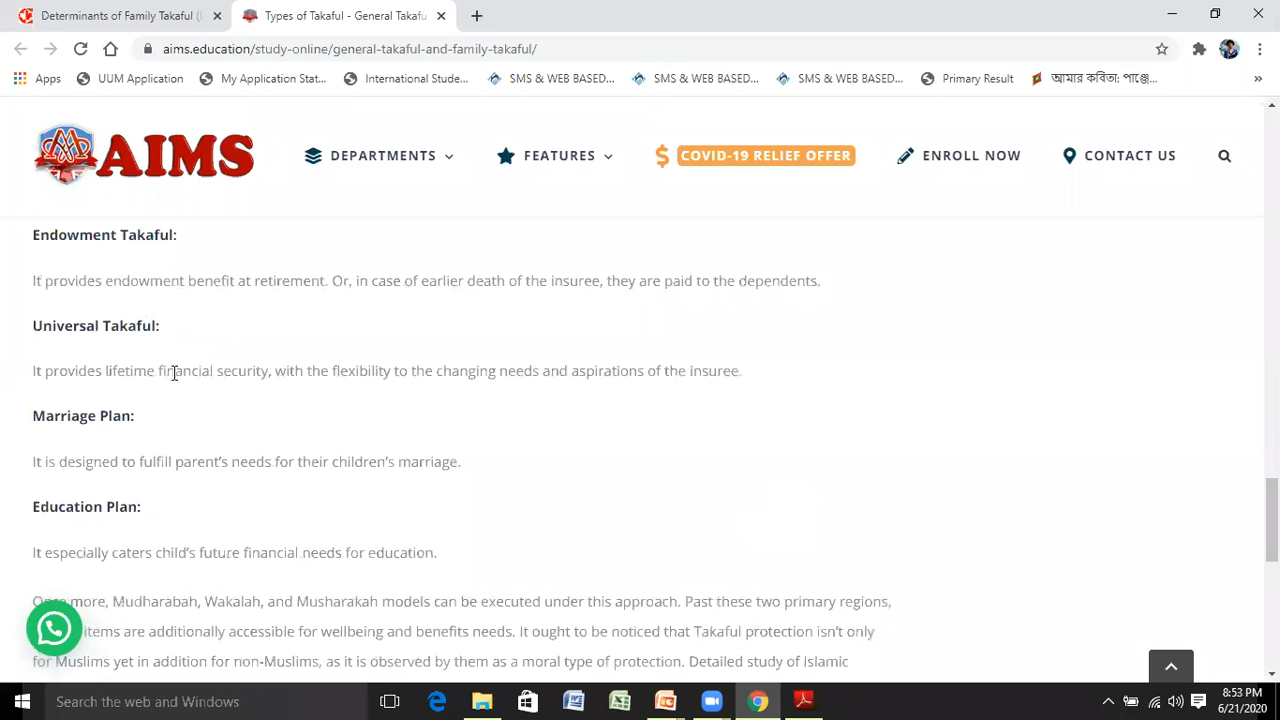 Determinants of Family Takaful (
Types of Takaful - General Takafu
aims.education/study-online/general-takaful-and-family-takaful/
Apps
UUM Application
My Application Stat...
International Stude...
SMS & WEB BASED...
SMS & WEB BASED...
SMS & WEB BASED...
Primary Result
আমার কবিতা: পাঞ্জে...
»
AIMS
DEPARTMENTS
FEATURES
COVID-19 RELIEF OFFER
ENROLL NOW
CONTACT US
Endowment Takaful:
It provides endowment benefit at retirement. Or, in case of earlier death of the insuree, they are paid to the dependents.
Universal Takaful:
It provides lifetime financial security, with the flexibility to the changing needs and aspirations of the insuree.
Marriage Plan:
It is designed to fulfill parent's needs for their children's marriage.
Education Plan:
It especially caters child's future financial needs for education.
Once more, Mudharabah, Wakalah, and Musharakah models can be executed under this approach. Past these two primary regions,
items are additionally accessible for wellbeing and benefits needs. It ought to be noticed that Takaful protection isn't only
for Muslims yet in addition for non-Muslims, as it is observed by them as a moral type of protection. Detailed study of Islamic
Search the web and Windows
8:53 PM
6/21/2020